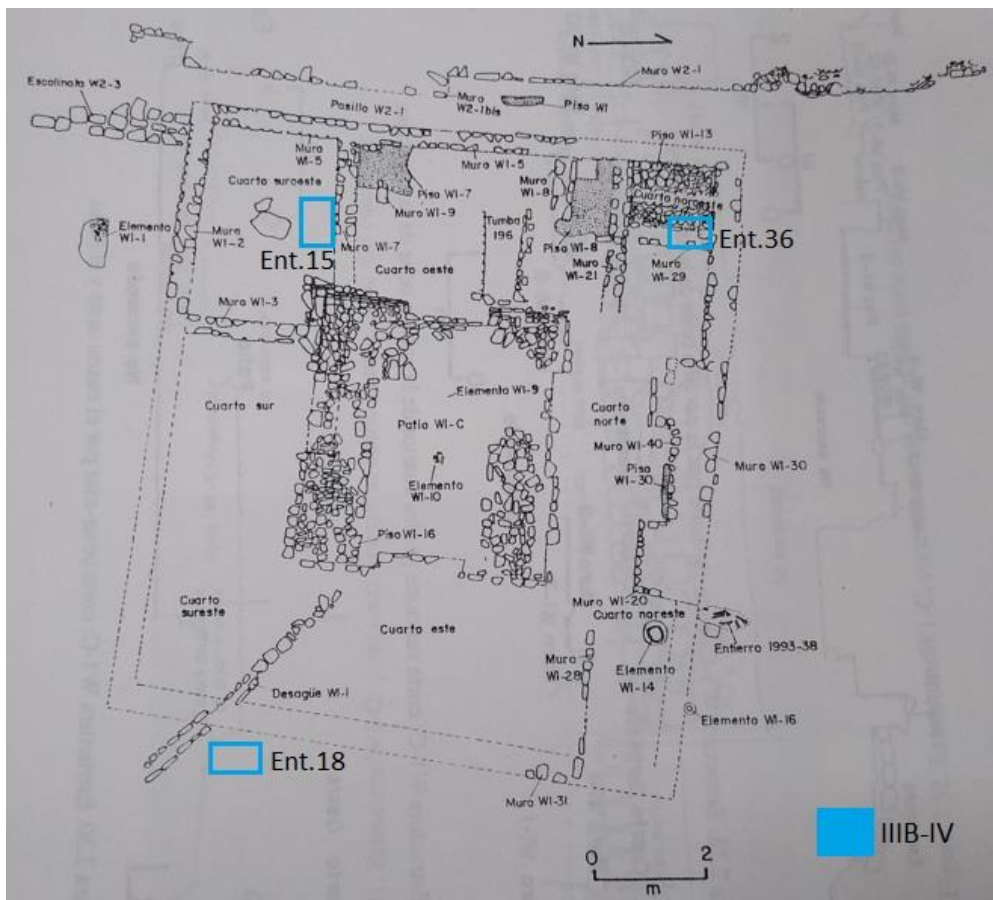 N
Muro W2-1
Escalinata W2-3
Muro
W2-1bis
Piso W1
Pasillo W2-1
Piso W1-13
Muro
W1-5
Muro W1-5
Muro
W1-8
Cuarto suroeste
Piso W1-7
Cuarto noroeste
Muro W1-9
Elemento
W1-1
Muro
W1-2
Tumba
196
Ent.15
Muro
W1-7
Piso W1-8
Ent.36
Cuarto oeste
Muro
W1-21
Muro
W1-29
Muro W1-3
Elemento W1-9
Cuarto sur
Patio W1-C
Cuarto
norte
Muro W1-40
Elemento
W1-10
Piso
W1-30
Muro W1-30
Piso W1-16
Cuarto
sureste
Cuarto este
Muro W1-20
Cuarto noreste
Entierro 1993-38
Muro
W1-28
Elemento
W1-14
Desagüe W1-1
Elemento W1-16
Ent.18
Muro W1-31
IIIB-IV
0 2
m